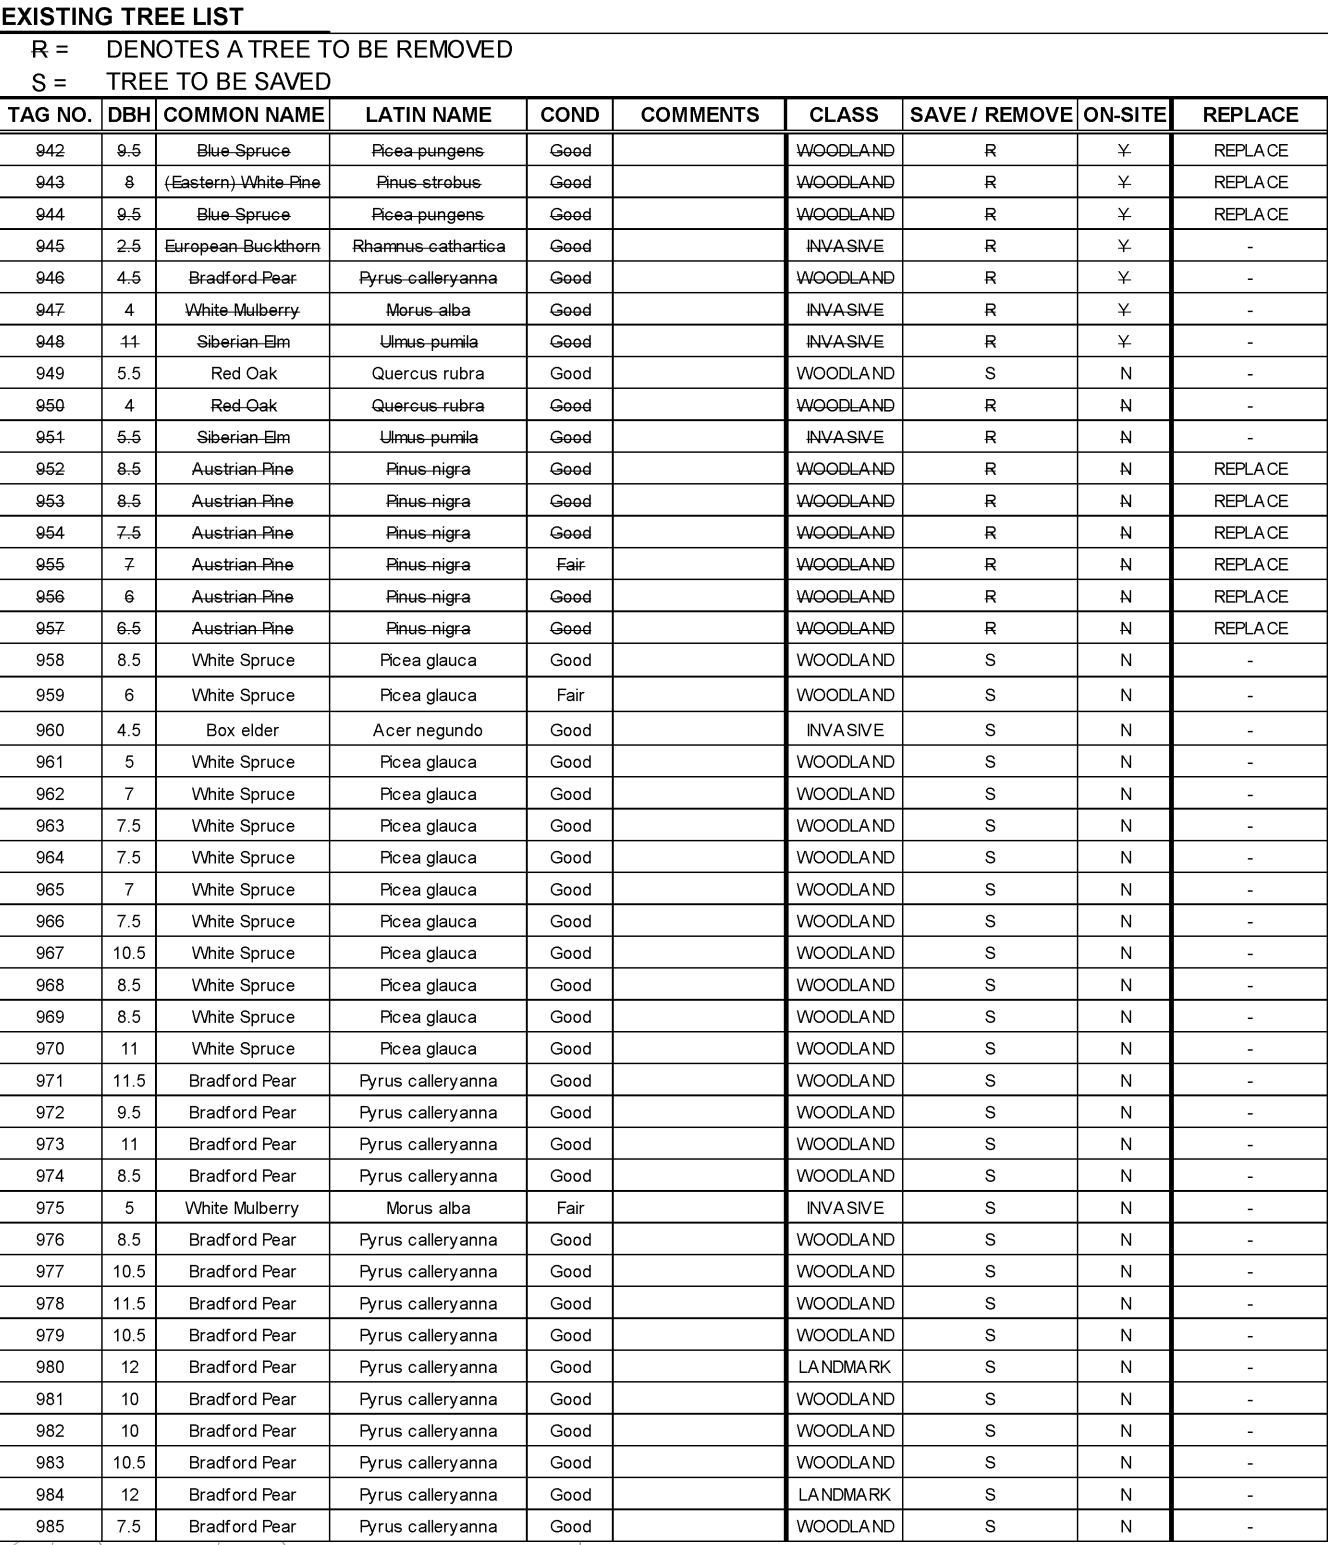 EXISTING TREE LIST
R = DENOTES A TREE TO BE REMOVED
S = TREE TO BE SAVED
TAG NO. DBH COMMON NAME LATIN NAME COND COMMENTS CLASS SAVE / REMOVE ON-SITE REPLACE
942 9.5 Blue Spruce Picea pungens Good WOODLAND R Y REPLACE
943 8 (Eastern) White Pine Pinus strobus Good WOODLAND R Y REPLACE
944 9.5 Blue Spruce Picea pungens Good WOODLAND R Y REPLACE
945 2.5 European Buckthorn Rhamnus cathartica Good INVASIVE R Y -
946 4.5 Bradford Pear Pyrus calleryanna Good WOODLAND R Y -
947 4 White Mulberry Morus alba Good INVASIVE R Y -
948 11 Siberian Elm Ulmus pumila Good INVASIVE R Y -
949 5.5 Red Oak Quercus rubra Good WOODLAND S N -
950 4 Red Oak Quercus rubra Good WOODLAND R N -
951 5.5 Siberian Elm Ulmus pumila Good INVASIVE R N -
952 8.5 Austrian Pine Pinus nigra Good WOODLAND R N REPLACE
953 8.5 Austrian Pine Pinus nigra Good WOODLAND R N REPLACE
954 7.5 Austrian Pine Pinus nigra Good WOODLAND R N REPLACE
955 7 Austrian Pine Pinus nigra Fair WOODLAND R N REPLACE
956 6 Austrian Pine Pinus nigra Good WOODLAND R N REPLACE
957 6.5 Austrian Pine Pinus nigra Good WOODLAND R N REPLACE
958 8.5 White Spruce Picea glauca Good WOODLAND S N -
959 6 White Spruce Picea glauca Fair WOODLAND S N -
960 4.5 Box elder Acer negundo Good INVASIVE S N -
961 5 White Spruce Picea glauca Good WOODLAND S N -
962 7 White Spruce Picea glauca Good WOODLAND S N -
963 7.5 White Spruce Picea glauca Good WOODLAND S N -
964 7.5 White Spruce Picea glauca Good WOODLAND S N -
965 7 White Spruce Picea glauca Good WOODLAND S N -
966 7.5 White Spruce Picea glauca Good WOODLAND S N -
967 10.5 White Spruce Picea glauca Good WOODLAND S N -
968 8.5 White Spruce Picea glauca Good WOODLAND S N -
969 8.5 White Spruce Picea glauca Good WOODLAND S N -
970 11 White Spruce Picea glauca Good WOODLAND S N -
971 11.5 Bradford Pear Pyrus calleryanna Good WOODLAND S N -
972 9.5 Bradford Pear Pyrus calleryanna Good WOODLAND S N -
973 11 Bradford Pear Pyrus calleryanna Good WOODLAND S N -
974 8.5 Bradford Pear Pyrus calleryanna Good WOODLAND S N -
975 5 White Mulberry Morus alba Fair INVASIVE S N -
976 8.5 Bradford Pear Pyrus calleryanna Good WOODLAND S N -
977 10.5 Bradford Pear Pyrus calleryanna Good WOODLAND S N -
978 11.5 Bradford Pear Pyrus calleryanna Good WOODLAND S N -
979 10.5 Bradford Pear Pyrus calleryanna Good WOODLAND S N -
980 12 Bradford Pear Pyrus calleryanna Good LANDMARK S N -
981 10 Bradford Pear Pyrus calleryanna Good WOODLAND S N -
982 10 Bradford Pear Pyrus calleryanna Good WOODLAND S N -
983 10.5 Bradford Pear Pyrus calleryanna Good WOODLAND S N -
984 12 Bradford Pear Pyrus calleryanna Good LANDMARK S N -
985 7.5 Bradford Pear Pyrus calleryanna Good WOODLAND S N -